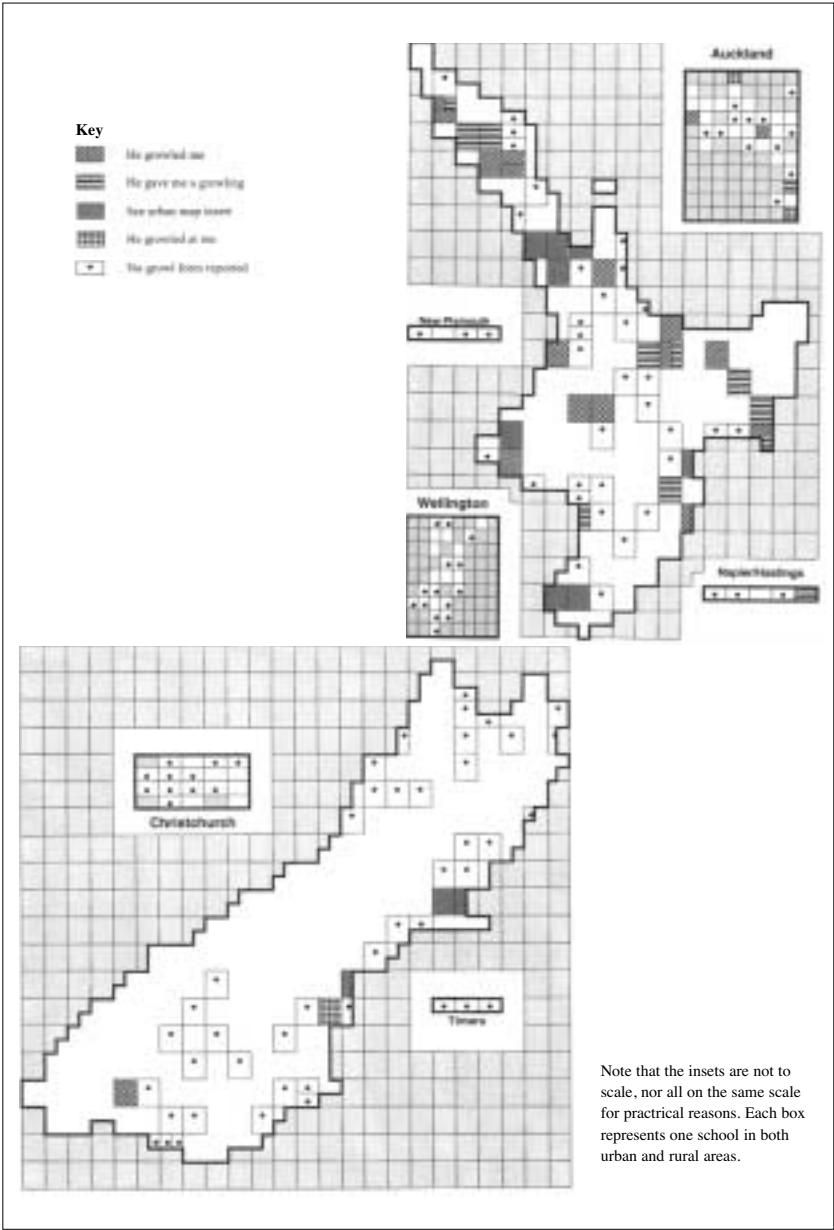 Key
He growled me
He gave me a growling
See urban map insert
He growled at me
No growl form reported
Auckland
New Plymouth
Wellington
Napier/Hastings
Christchurch
Timaru
Note that the insets are not to
scale, nor all on the same scale
for practrical reasons. Each box
represents one school in both
urban and rural areas.